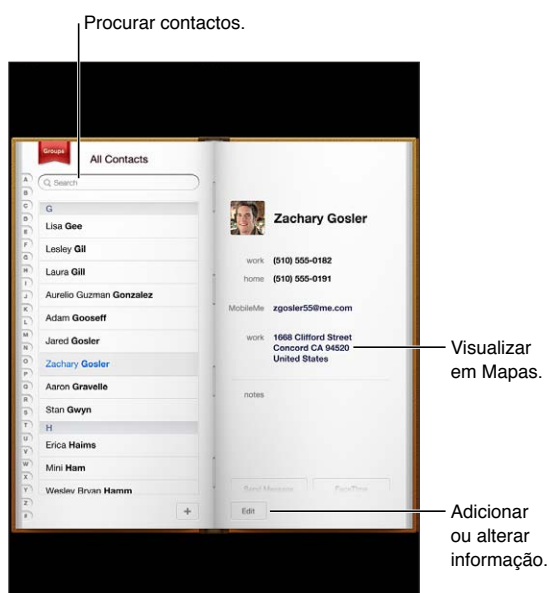 Procurar contactos.
Groups
All Contacts
Search
A
B
C
D
E
F
G
H
I
J
K
L
M
N
O
P
Q
R
S
T
U
V
W
X
Y
Z
#
G
Lisa Gee
Lesley Gil
Laura Gill
Aurelio Guzman Gonzalez
Adam Gooseff
Jared Gosler
Zachary Gosler
Aaron Gravelle
Stan Gwyn
H
Erica Haims
Mini Ham
Wesley Bryan Hamm
+
Zachary Gosler
work (510) 555-0182
home (510) 555-0191
MobileMe zgosler55@me.com
work 1668 Clifford Street
Concord CA 94520
United States
notes
Send Message FaceTime
Edit
Visualizar
em Mapas.
Adicionar
ou alterar
informação.